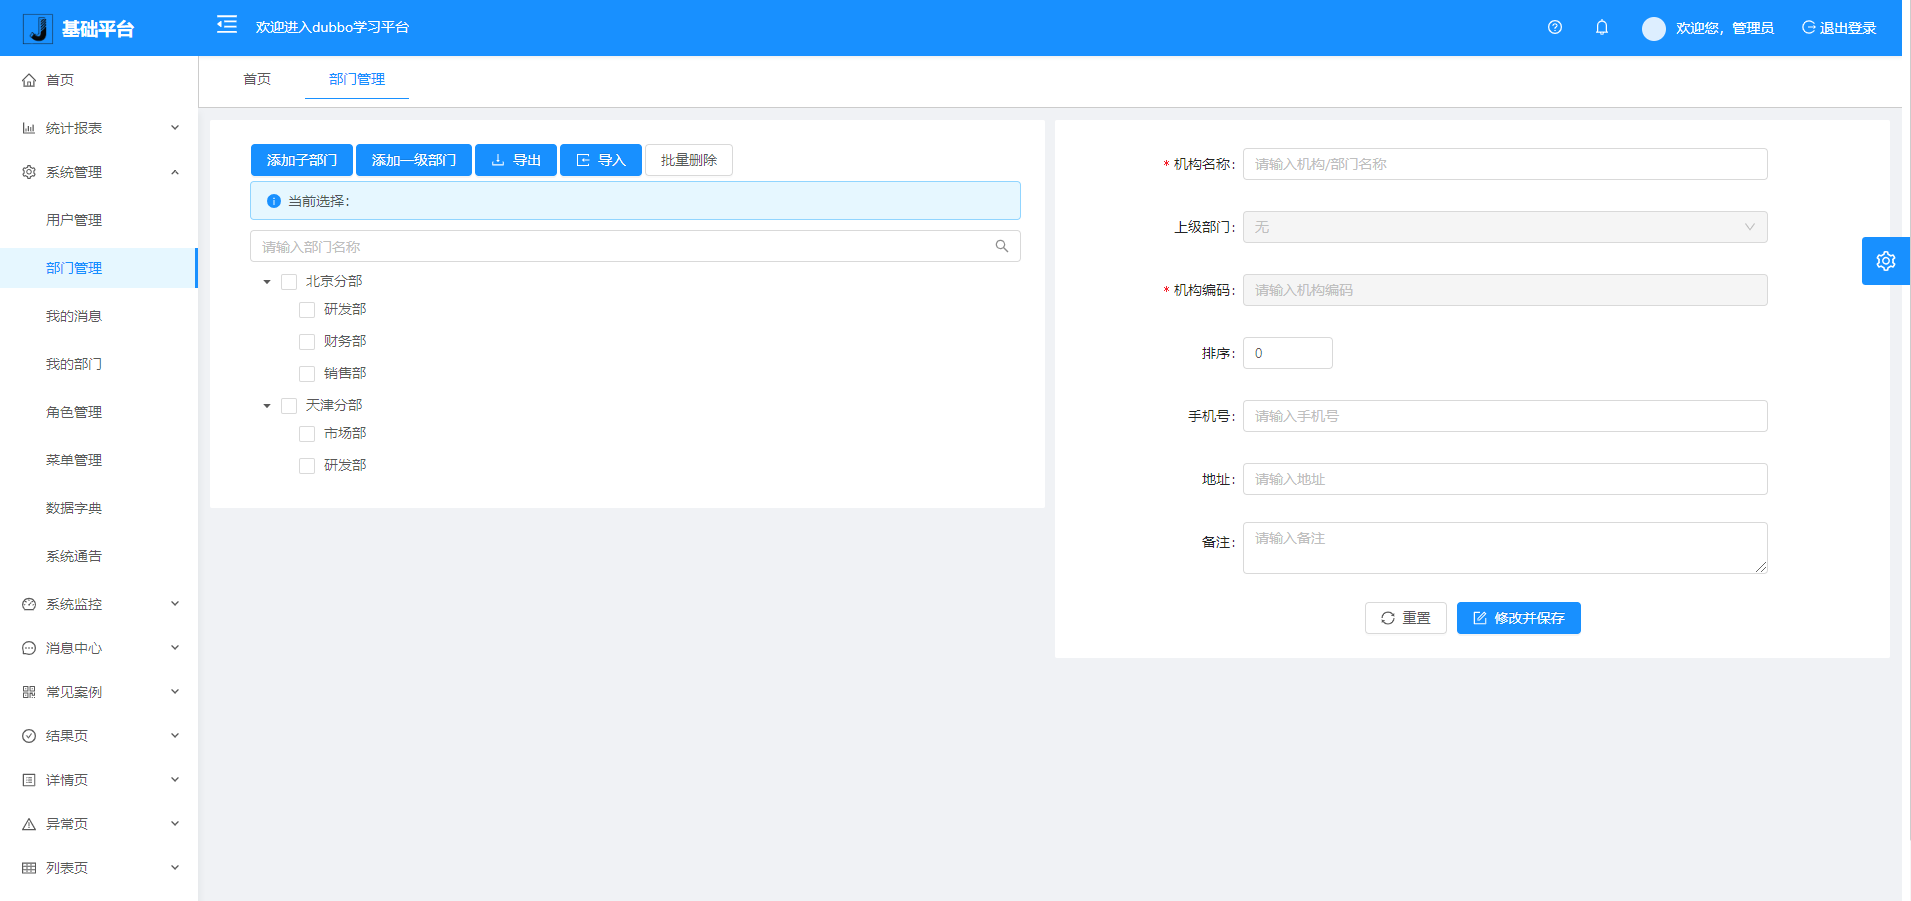 基础平台
欢迎进入dubbo学习平台
欢迎您，管理员
退出登录
首页
统计报表
系统管理
用户管理
部门管理
我的消息
我的部门
角色管理
菜单管理
数据字典
系统通告
系统监控
消息中心
常见案例
结果页
详情页
异常页
列表页
首页 部门管理
添加子部门 添加一级部门 导出 导入 批量删除
当前选择：
请输入部门名称
北京分部
研发部
财务部
销售部
天津分部
市场部
研发部
* 机构名称： 请输入机构/部门名称
上级部门： 无
* 机构编码： 请输入机构编码
排序： 0
手机号： 请输入手机号
地址： 请输入地址
备注： 请输入备注
重置 修改并保存